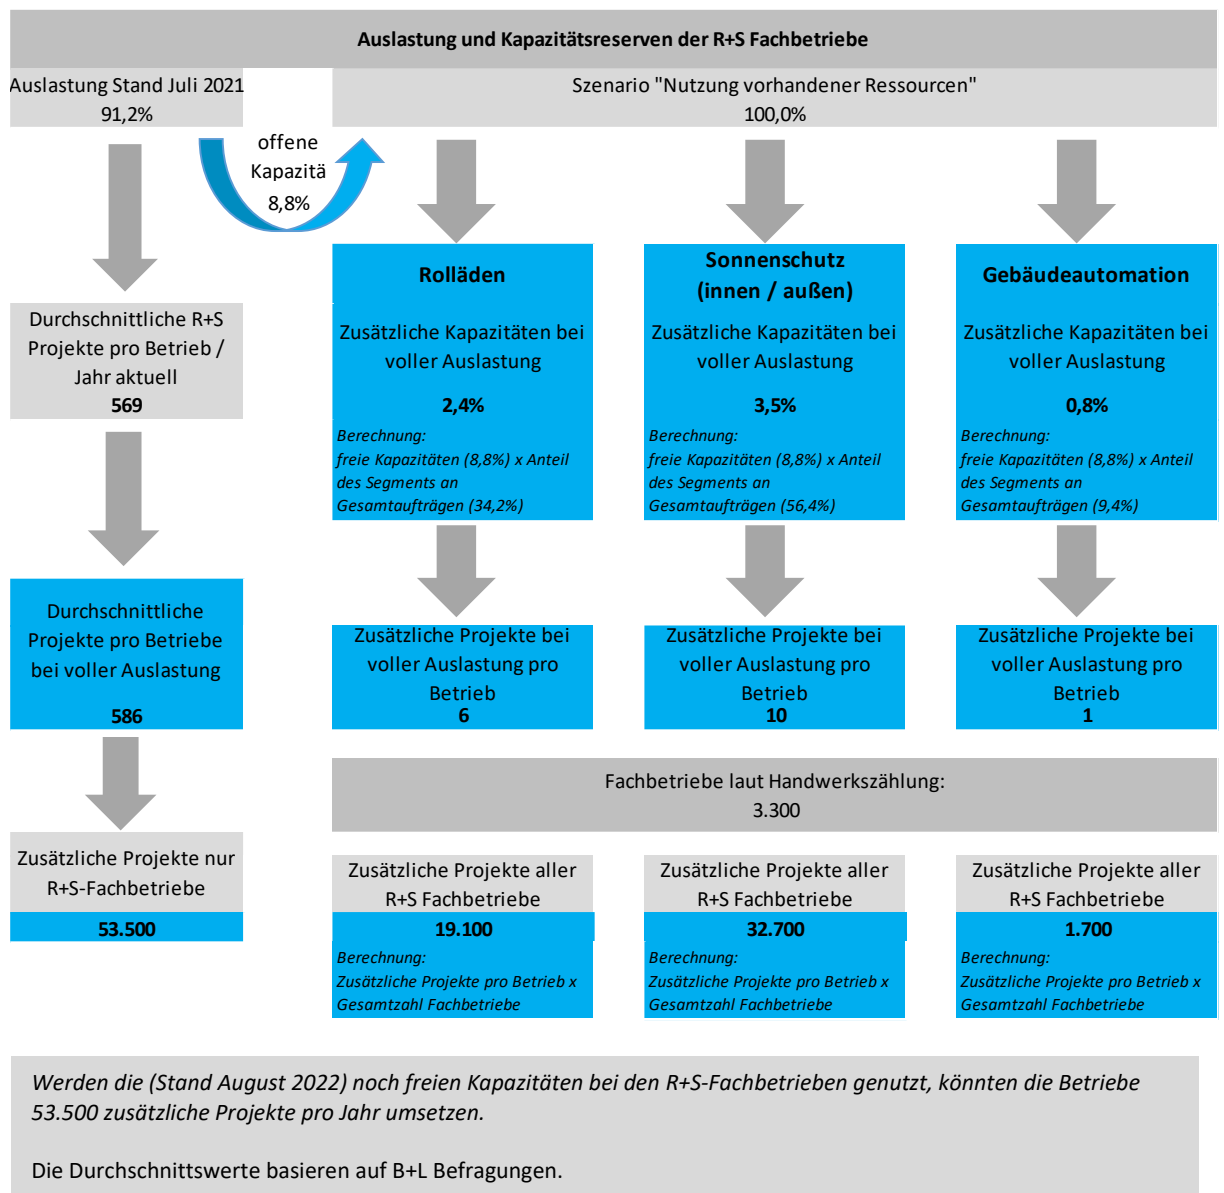 Auslastung und Kapazitätsreserven der R+S Fachbetriebe
Auslastung Stand Juli 2021
91,2%
offene
Kapazitä
8,8%
Szenario "Nutzung vorhandener Ressourcen"
100,0%
Durchschnittliche R+S
Projekte pro Betrieb /
Jahr aktuell
569
Durchschnittliche
Projekte pro Betriebe
bei voller Auslastung
586
Zusätzliche Projekte nur
R+S-Fachbetriebe
53.500
Rolläden
Zusätzliche Kapazitäten bei
voller Auslastung
2,4%
Berechnung:
freie Kapazitäten (8,8%) x Anteil
des Segments an
Gesamtaufträgen (34,2%)
Sonnenschutz
(innen / außen)
Zusätzliche Kapazitäten bei
voller Auslastung
3,5%
Berechnung:
freie Kapazitäten (8,8%) x Anteil
des Segments an
Gesamtaufträgen (56,4%)
Gebäudeautomation
Zusätzliche Kapazitäten bei
voller Auslastung
0,8%
Berechnung:
freie Kapazitäten (8,8%) x Anteil
des Segments an
Gesamtaufträgen (9,4%)
Zusätzliche Projekte bei
voller Auslastung pro
Betrieb
6
Zusätzliche Projekte bei
voller Auslastung pro
Betrieb
10
Zusätzliche Projekte bei
voller Auslastung pro
Betrieb
1
Fachbetriebe laut Handwerkszählung:
3.300
Zusätzliche Projekte aller
R+S Fachbetriebe
19.100
Berechnung:
Zusätzliche Projekte pro Betrieb x
Gesamtzahl Fachbetriebe
Zusätzliche Projekte aller
R+S Fachbetriebe
32.700
Berechnung:
Zusätzliche Projekte pro Betrieb x
Gesamtzahl Fachbetriebe
Zusätzliche Projekte aller
R+S Fachbetriebe
1.700
Berechnung:
Zusätzliche Projekte pro Betrieb x
Gesamtzahl Fachbetriebe
Werden die (Stand August 2022) noch freien Kapazitäten bei den R+S-Fachbetrieben genutzt, könnten die Betriebe
53.500 zusätzliche Projekte pro Jahr umsetzen.
Die Durchschnittswerte basieren auf B+L Befragungen.